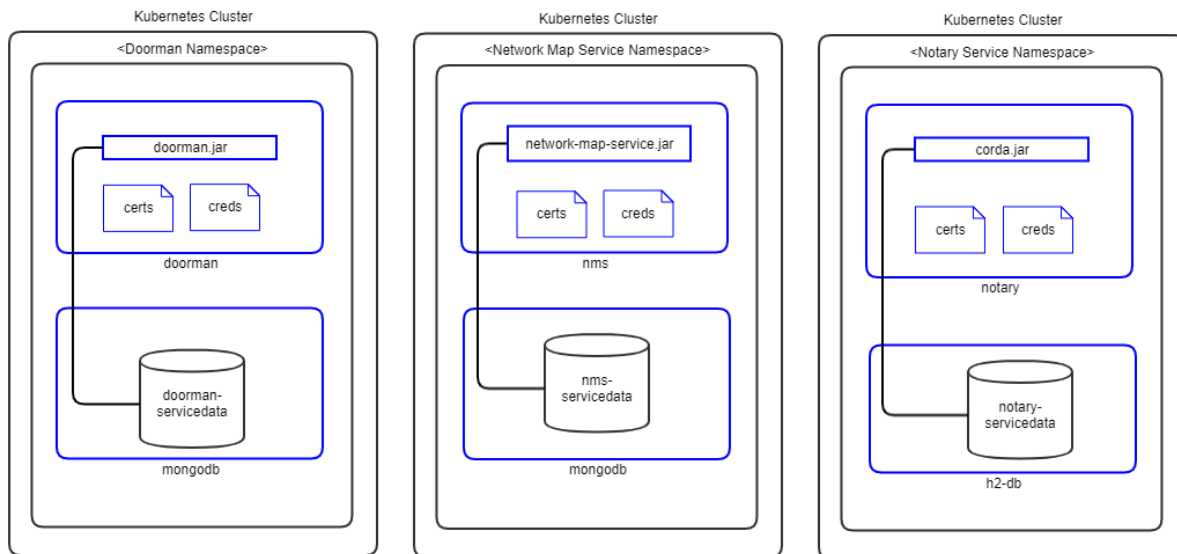 Kubernetes Cluster
<Doorman Namespace>
doorman.jar
certs
creds
doorman
doorman-
servicedata
mongodb
Kubernetes Cluster
<Network Map Service Namespace>
network-map-service.jar
certs
creds
nms
nms-
servicedata
mongodb
Kubernetes Cluster
<Notary Service Namespace>
corda.jar
certs
creds
notary
notary-
servicedata
h2-db